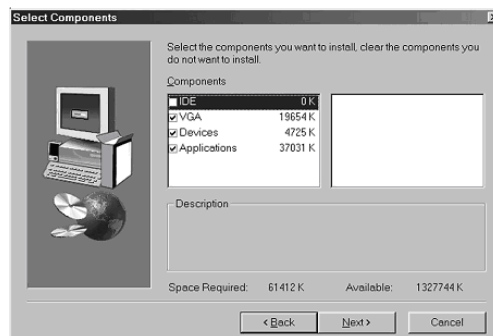 Select Components
Select the components you want to install, clear the components you
do not want to install.
Components
IDE 0 K
VGA 19654 K
Devices 4725 K
Applications 37031 K
Description
Space Required: 61412 K Available: 1327744 K
< Back Next > Cancel